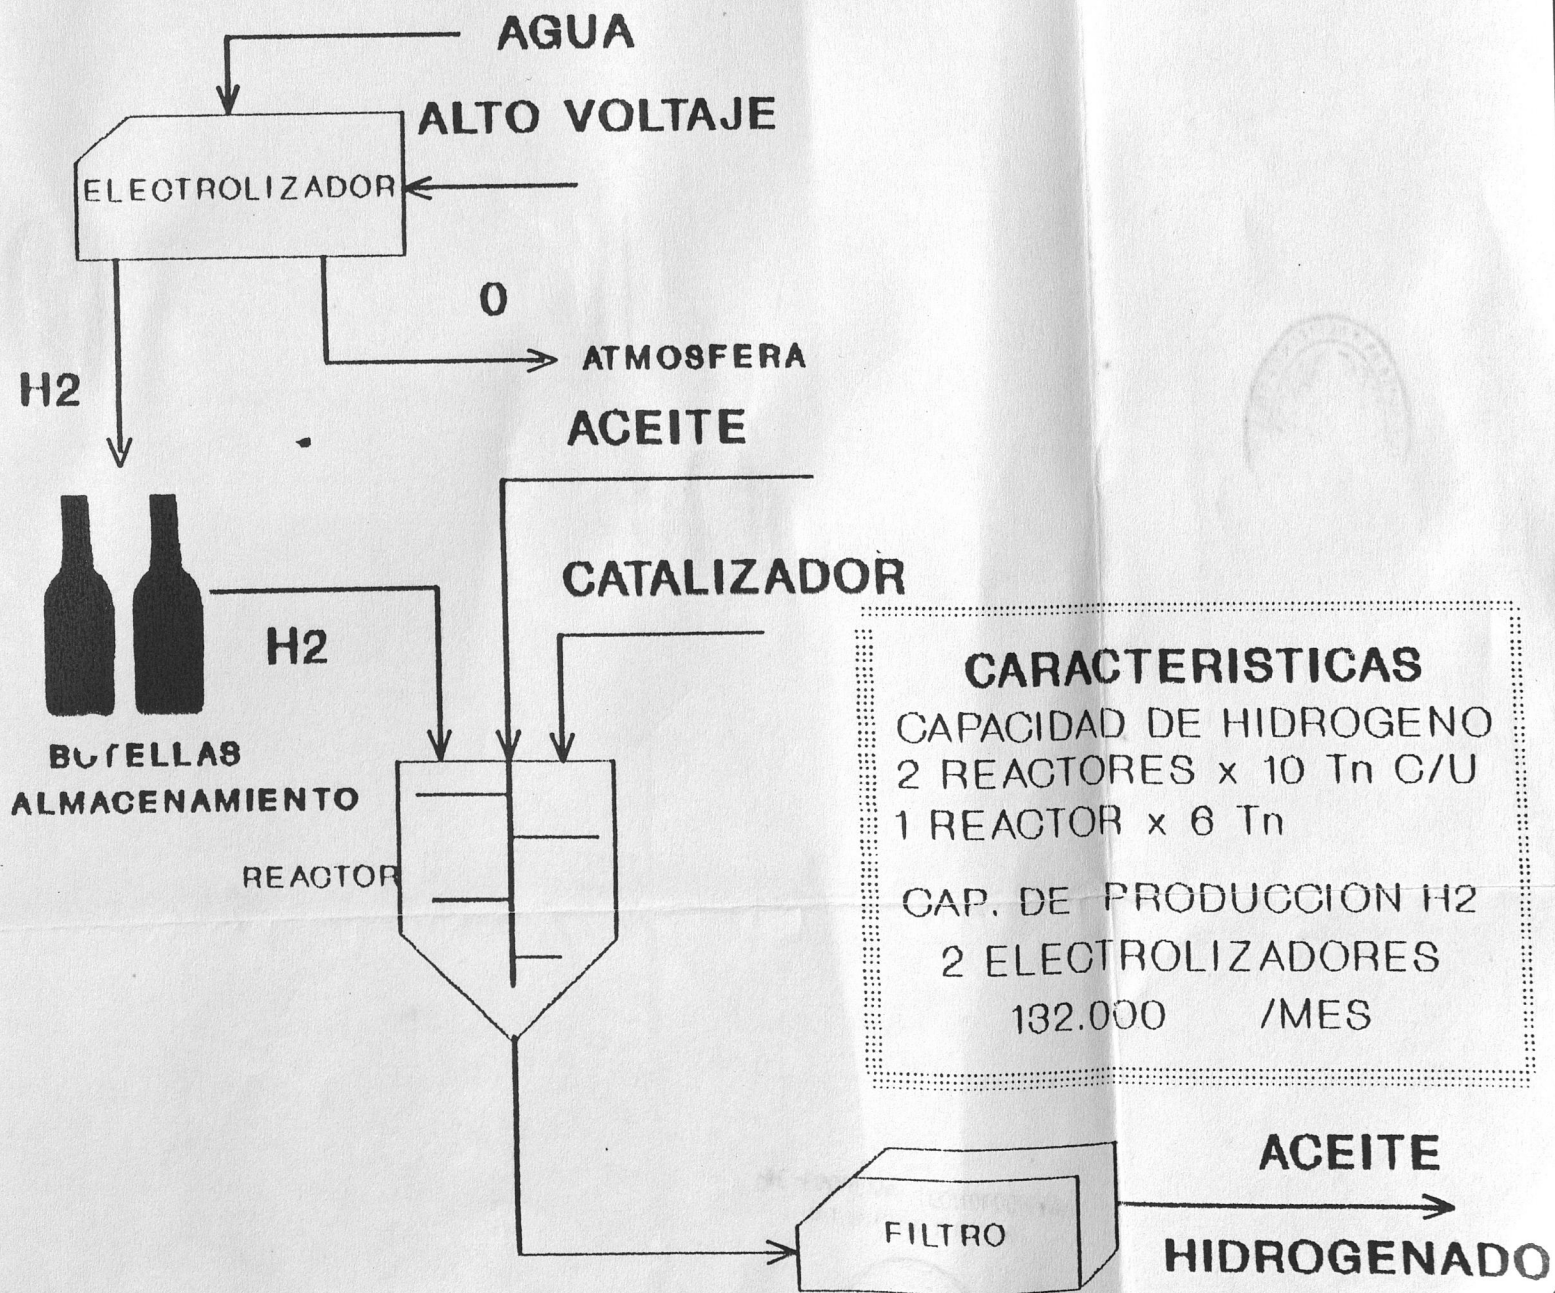 AGUA
ALTO VOLTAJE
ELECTROLIZADOR
O
ATMOSFERA
H2
ACEITE
CATALIZADOR
H2
BOTELLAS
ALMACENAMIENTO
REACTOR
CARACTERISTICAS
CAPACIDAD DE HIDROGENO
2 REACTORES x 10 Tn C/U
1 REACTOR x 6 Tn
CAP. DE PRODUCCION H2
2 ELECTROLIZADORES
132.000 /MES
FILTRO
ACEITE
HIDROGENADO